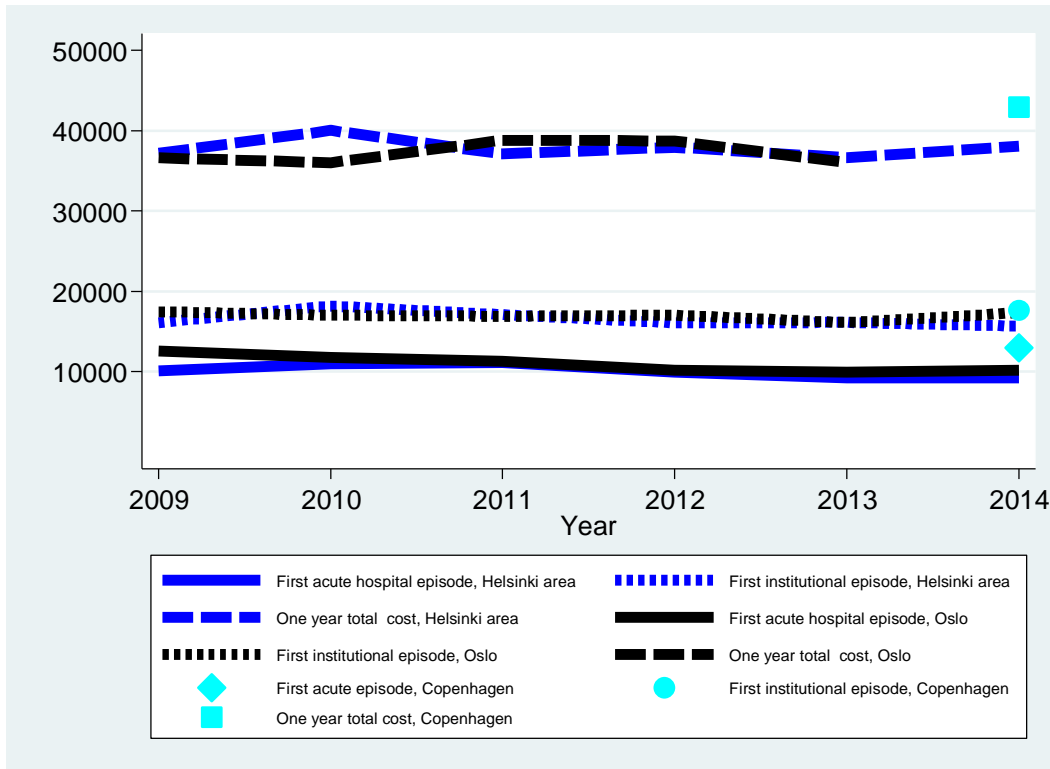 50000
40000
30000
20000
10000
2009 2010 2011 2012 2013 2014
Year
First acute hospital episode, Helsinki area
First institutional episode, Helsinki area
One year total cost, Helsinki area
First acute hospital episode, Oslo
First institutional episode, Oslo
One year total cost, Oslo
First acute episode, Copenhagen
First institutional episode, Copenhagen
One year total cost, Copenhagen